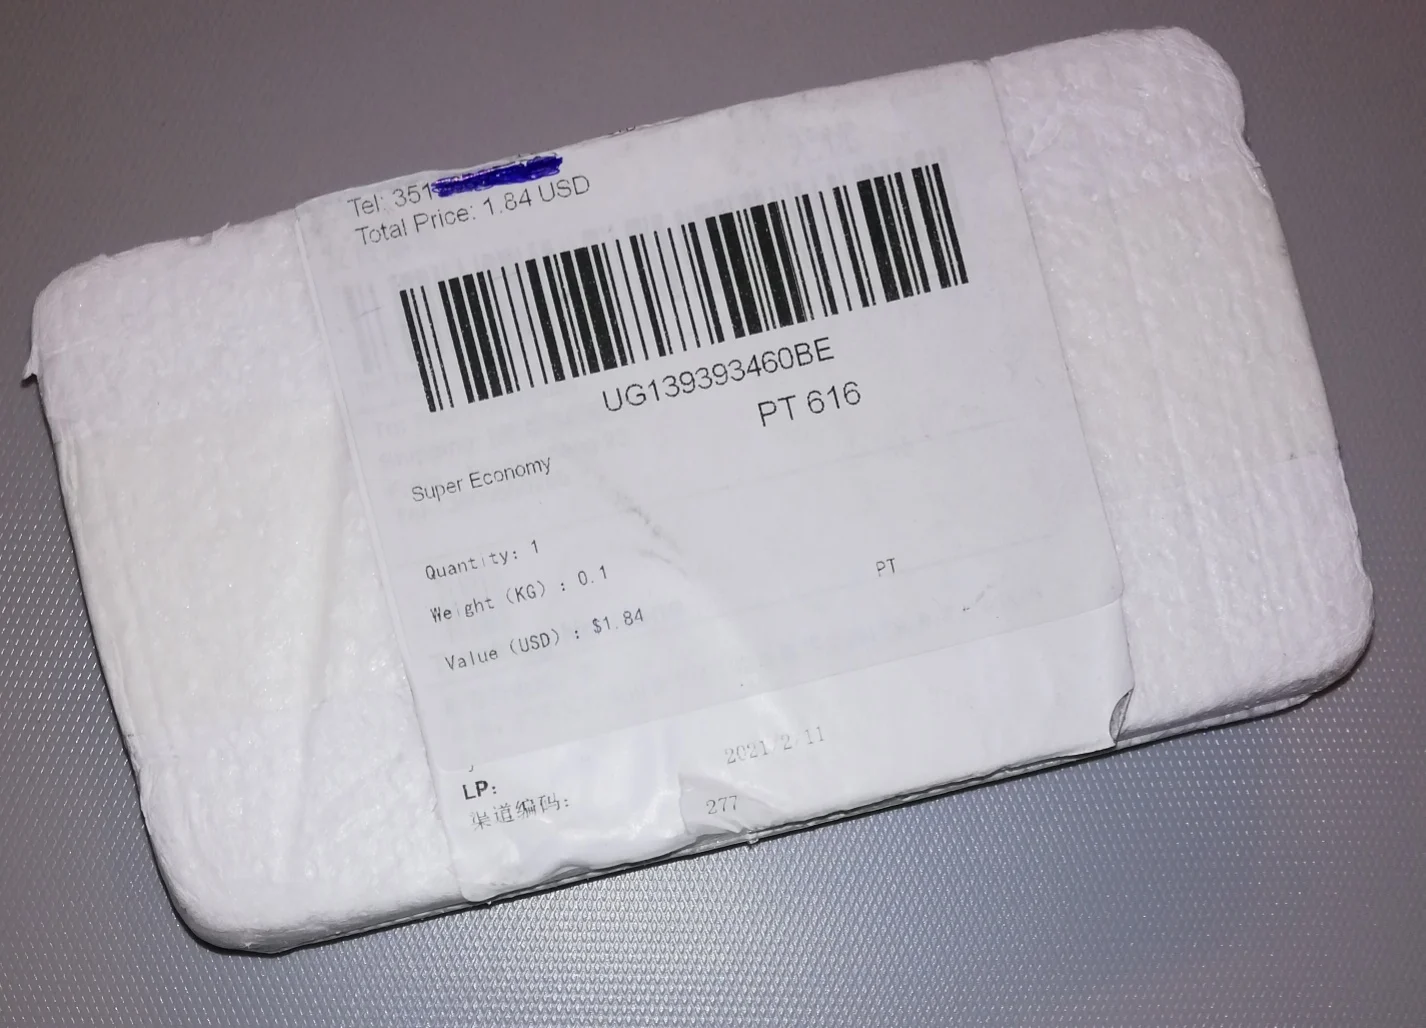 Tel: 351
Total Price: 1.84 USD
UG139393460BE
PT 616
Super Economy
Quantity: 1
Weight (KG) : 0.1
PT
Value (USD) : $1.84
2021/2/11
LP:
渠道编码:
277